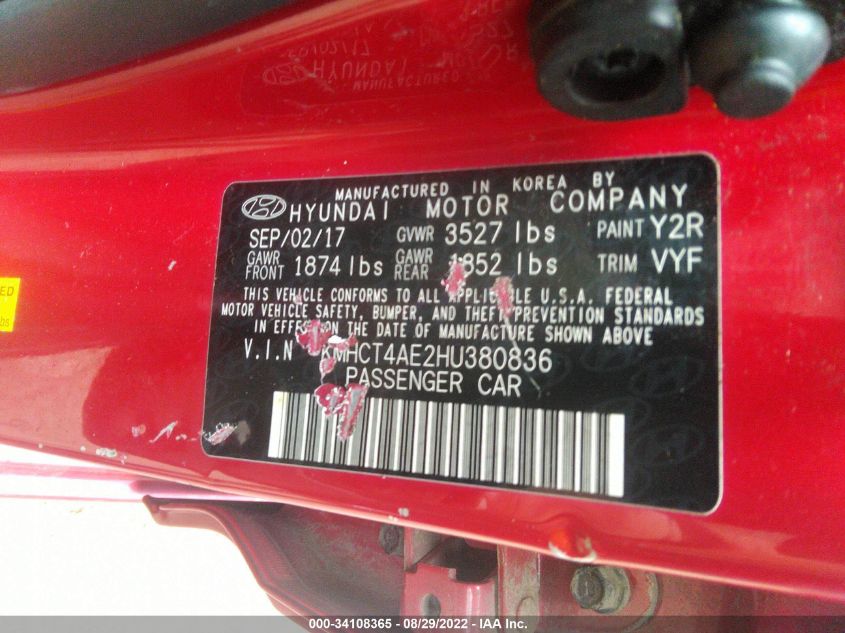 MANUFACTURED IN KOREA BY
HYUNDAI MOTOR COMPANY
SEP/02/17 GVWR 3527 lbs PAINT Y2R
GAWR FRONT 1874 lbs GAWR REAR 1852 lbs TRIM VYF
THIS VEHICLE CONFORMS TO ALL APPLICABLE U.S.A. FEDERAL
MOTOR VEHICLE SAFETY, BUMPER, AND THEFT PREVENTION STANDARDS
IN EFFECT ON THE DATE OF MANUFACTURE SHOWN ABOVE
V.I.N KMHCT4AE2HU380836
PASSENGER CAR
000-34108365 - 08/29/2022 - IAA Inc.